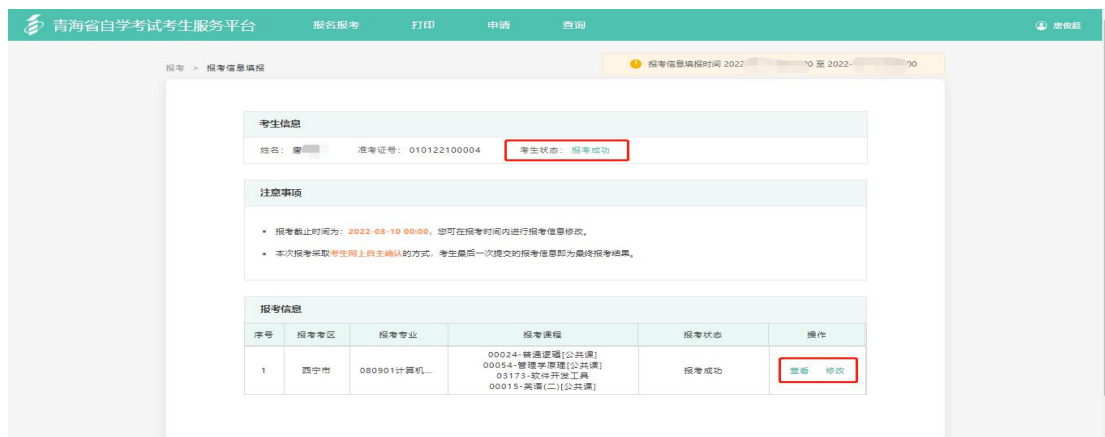 青海省自学考试考生服务平台 报名报考 打印 申请 查询 唐俊超
报考 > 报考信息填报
报考信息填报时间 2022 00 至 2022- 00
考生信息
姓名: 唐 准考证号: 010122100004 考生状态: 报考成功
注意事项
• 报考截止时间为: 2022-08-10 00:00, 您可在报考时间内进行报考信息修改。
• 本次报考采取考生网上自主确认的方式, 考生最后一次提交的报考信息即为最终报考结果。
报考信息
序号 报考考区 报考专业 报考课程 报考状态 操作
00024-普通逻辑[公共课]
00054-管理学原理[公共课]
1 西宁市 080901计算机... 03173-软件开发工具 报考成功 查看 修改
00015-英语(二)[公共课]